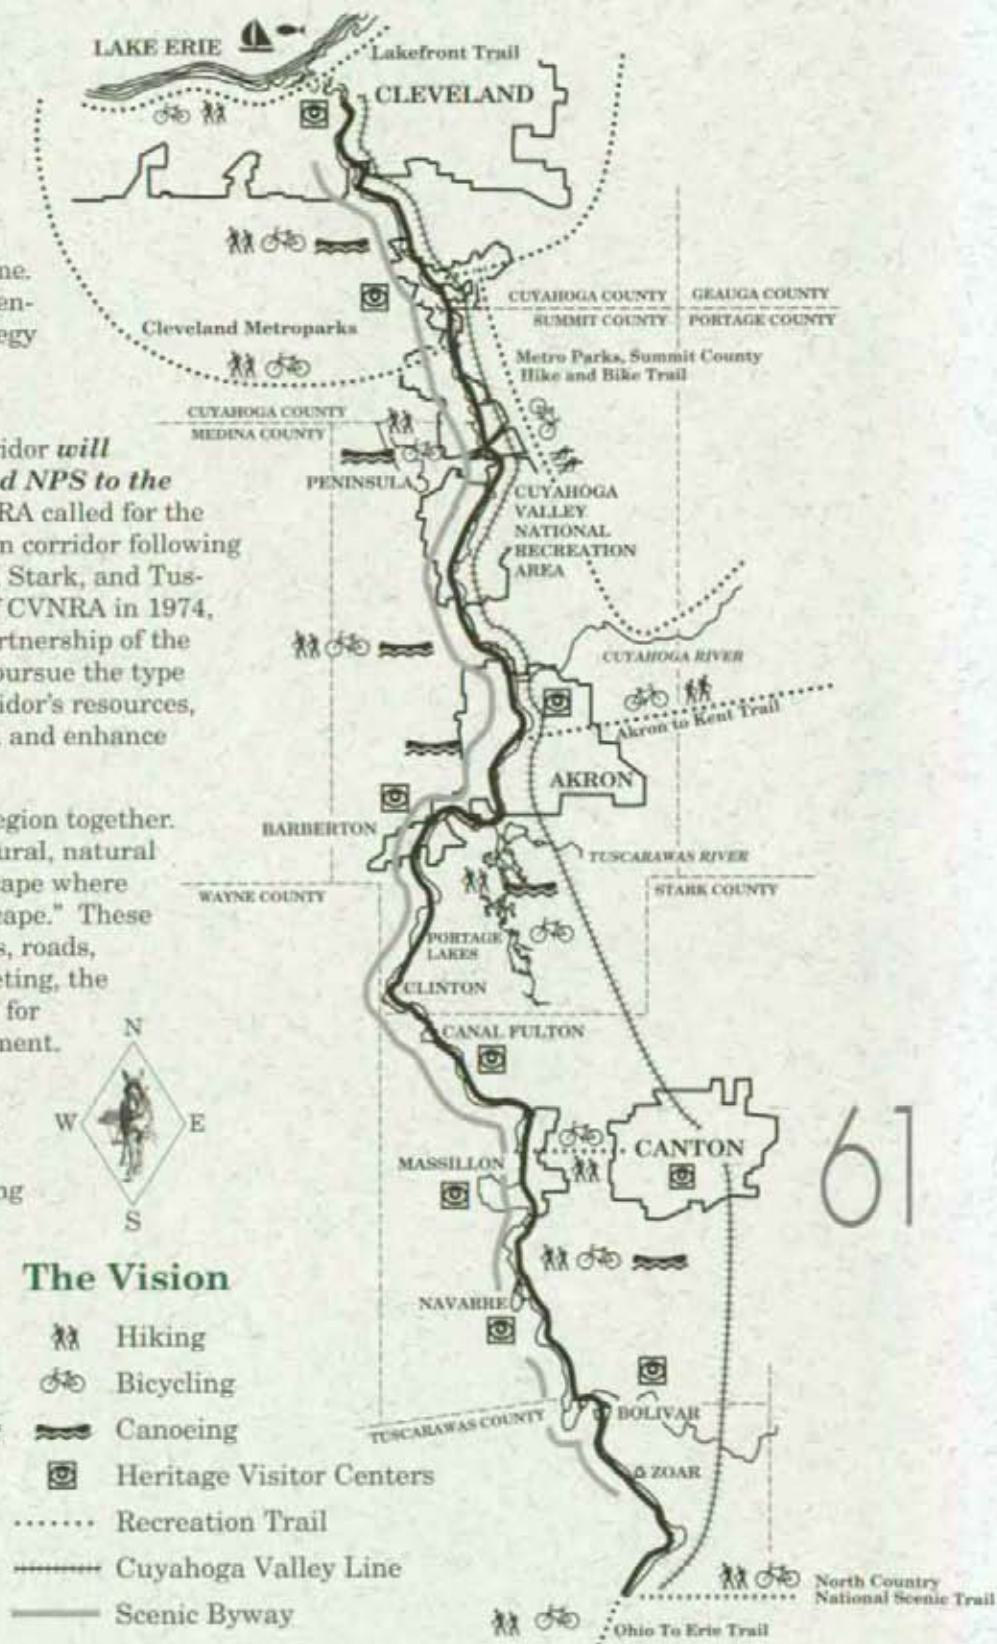 LAKE ERIE
Lakefront Trail
CLEVELAND
CUYAHOGA COUNTY
GEAUGA COUNTY
SUMMIT COUNTY
PORTAGE COUNTY
Cleveland Metroparks
Metro Parks, Summit County
Hike and Bike Trail
CUYAHOGA COUNTY
MEDINA COUNTY
PENINSULA
CUYAHOGA
VALLEY
NATIONAL
RECREATION
AREA
CUYAHOGA RIVER
Akron to Kent Trail
AKRON
BARBERTON
TUSCARAWAS RIVER
WAYNE COUNTY
STARK COUNTY
PORTAGE
LAKES
CLINTON
CANAL FULTON
MASSILLON
CANTON
NAVARRE
TUSCARAWAS COUNTY
BOLIVAR
ZOAR
North Country
National Scenic Trail
Ohio To Erie Trail
61
ne.
en-
egy
ridor will
d NPS to the
RA called for the
n corridor following
Stark, and Tus-
f CVNRA in 1974,
rtnership of the
pursue the type
idor's resources,
and enhance
egion together.
ural, natural
cape where
cape." These
s, roads,
eting, the
for
ment.
ng
N
W
E
S
The Vision
Hiking
Bicycling
Canoeing
Heritage Visitor Centers
Recreation Trail
Cuyahoga Valley Line
Scenic Byway